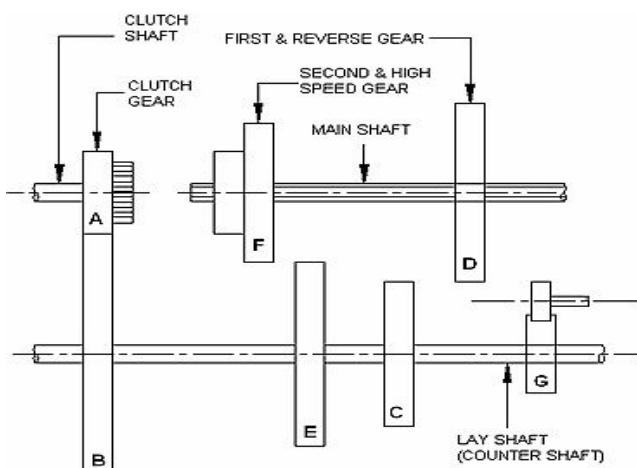 CLUTCH
SHAFT
FIRST & REVERSE GEAR
CLUTCH
GEAR
SECOND & HIGH
SPEED GEAR
MAIN SHAFT
A
F
D
E
C
G
B
LAY SHAFT
(COUNTER SHAFT)